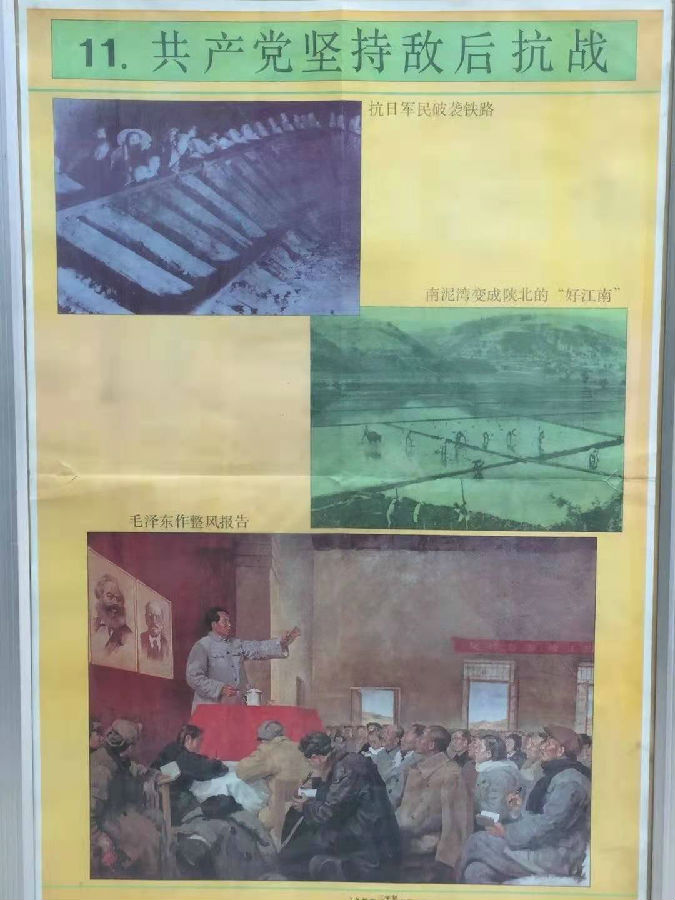 11. 共产党坚持敌后抗战
抗日军民破袭铁路
南泥湾变成陕北的“好江南”
毛泽东作整风报告